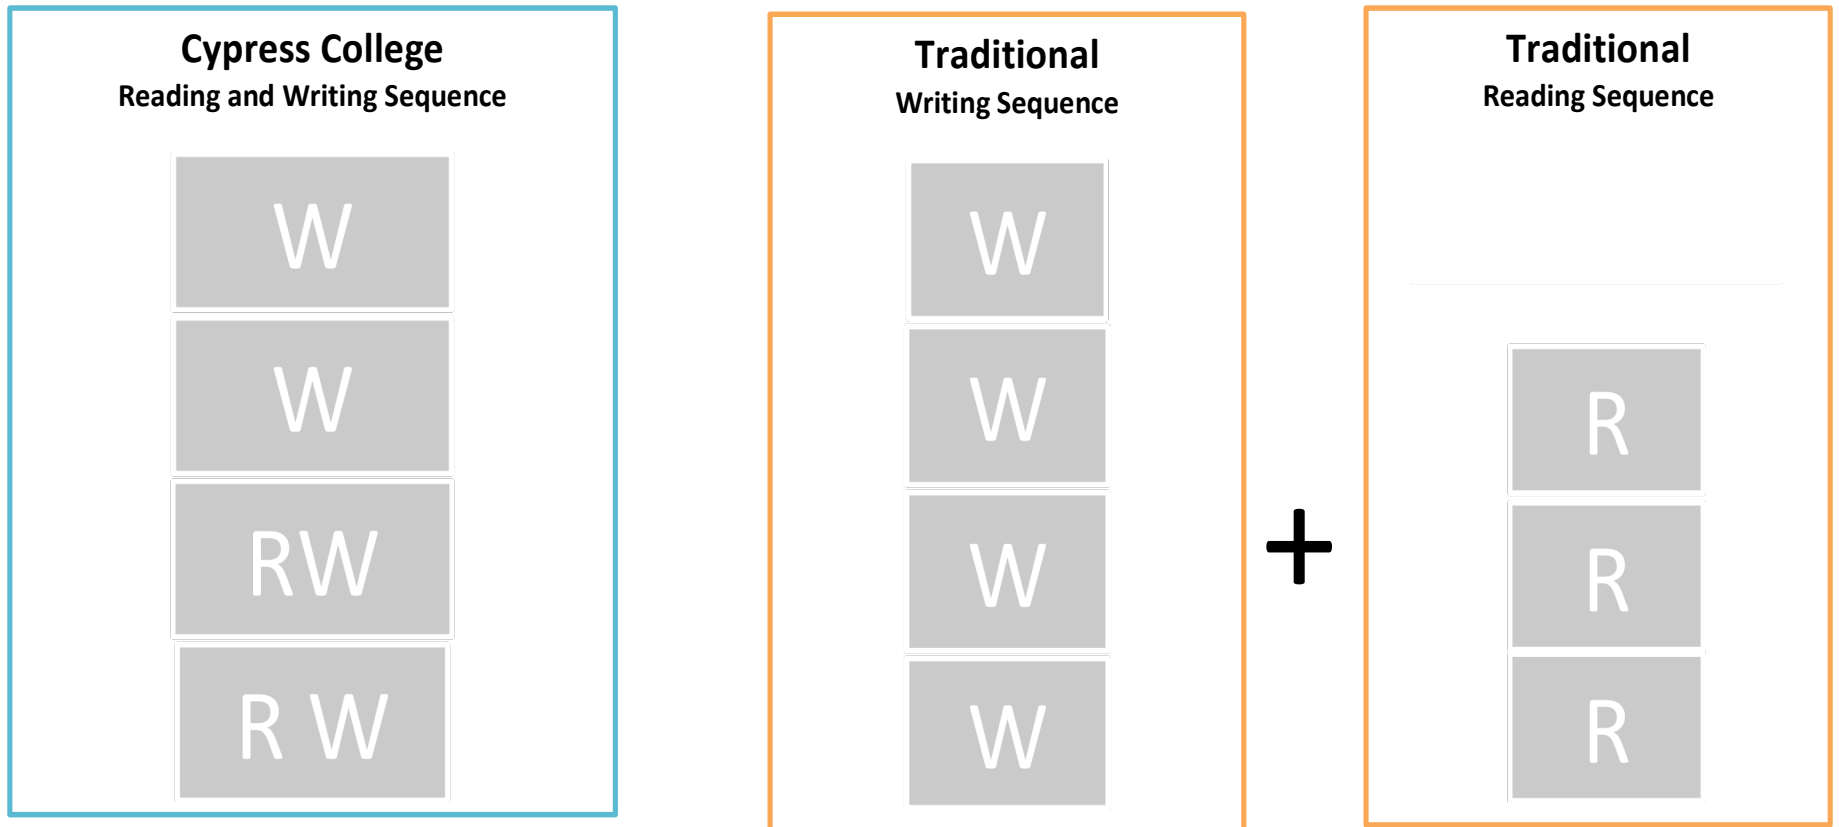 Cypress College
Reading and Writing Sequence
W
W
RW
R W
Traditional
Writing Sequence
W
W
W
W
+
Traditional
Reading Sequence
R
R
R